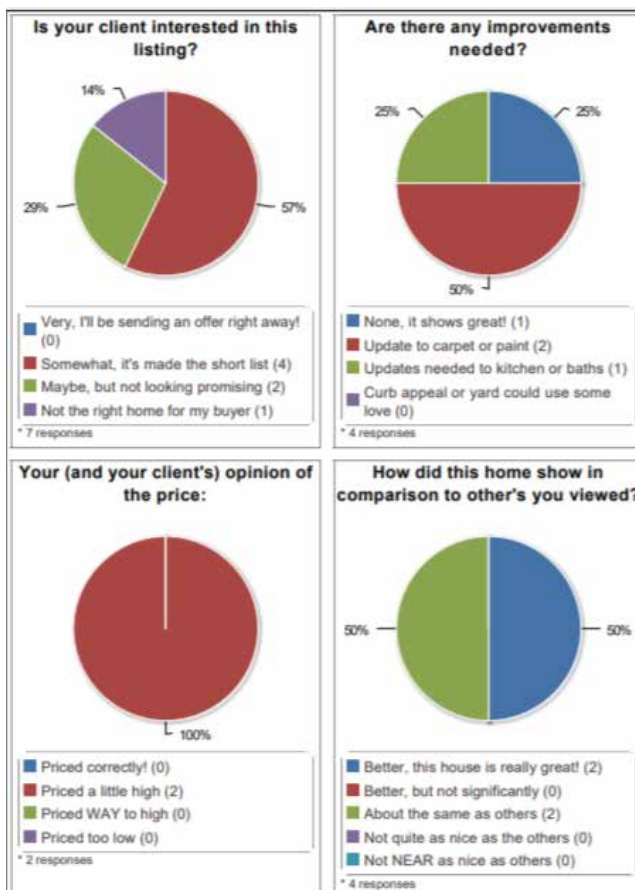 Is your client interested in this
listing?
14%
29%
57%
Very, I'll be sending an offer right away!
(0)
Somewhat, it's made the short list (4)
Maybe, but not looking promising (2)
Not the right home for my buyer (1)
* 7 responses
Are there any improvements
needed?
25%
25%
50%
None, it shows great! (1)
Update to carpet or paint (2)
Updates needed to kitchen or baths (1)
Curb appeal or yard could use some
love (0)
* 4 responses
Your (and your client's) opinion of
the price:
100%
Priced correctly! (0)
Priced a little high (2)
Priced WAY to high (0)
Priced too low (0)
* 2 responses
How did this home show in
comparison to other's you viewed?
50%
50%
Better, this house is really great! (2)
Better, but not significantly (0)
About the same as others (2)
Not quite as nice as the others (0)
Not NEAR as nice as others (0)
* 4 responses